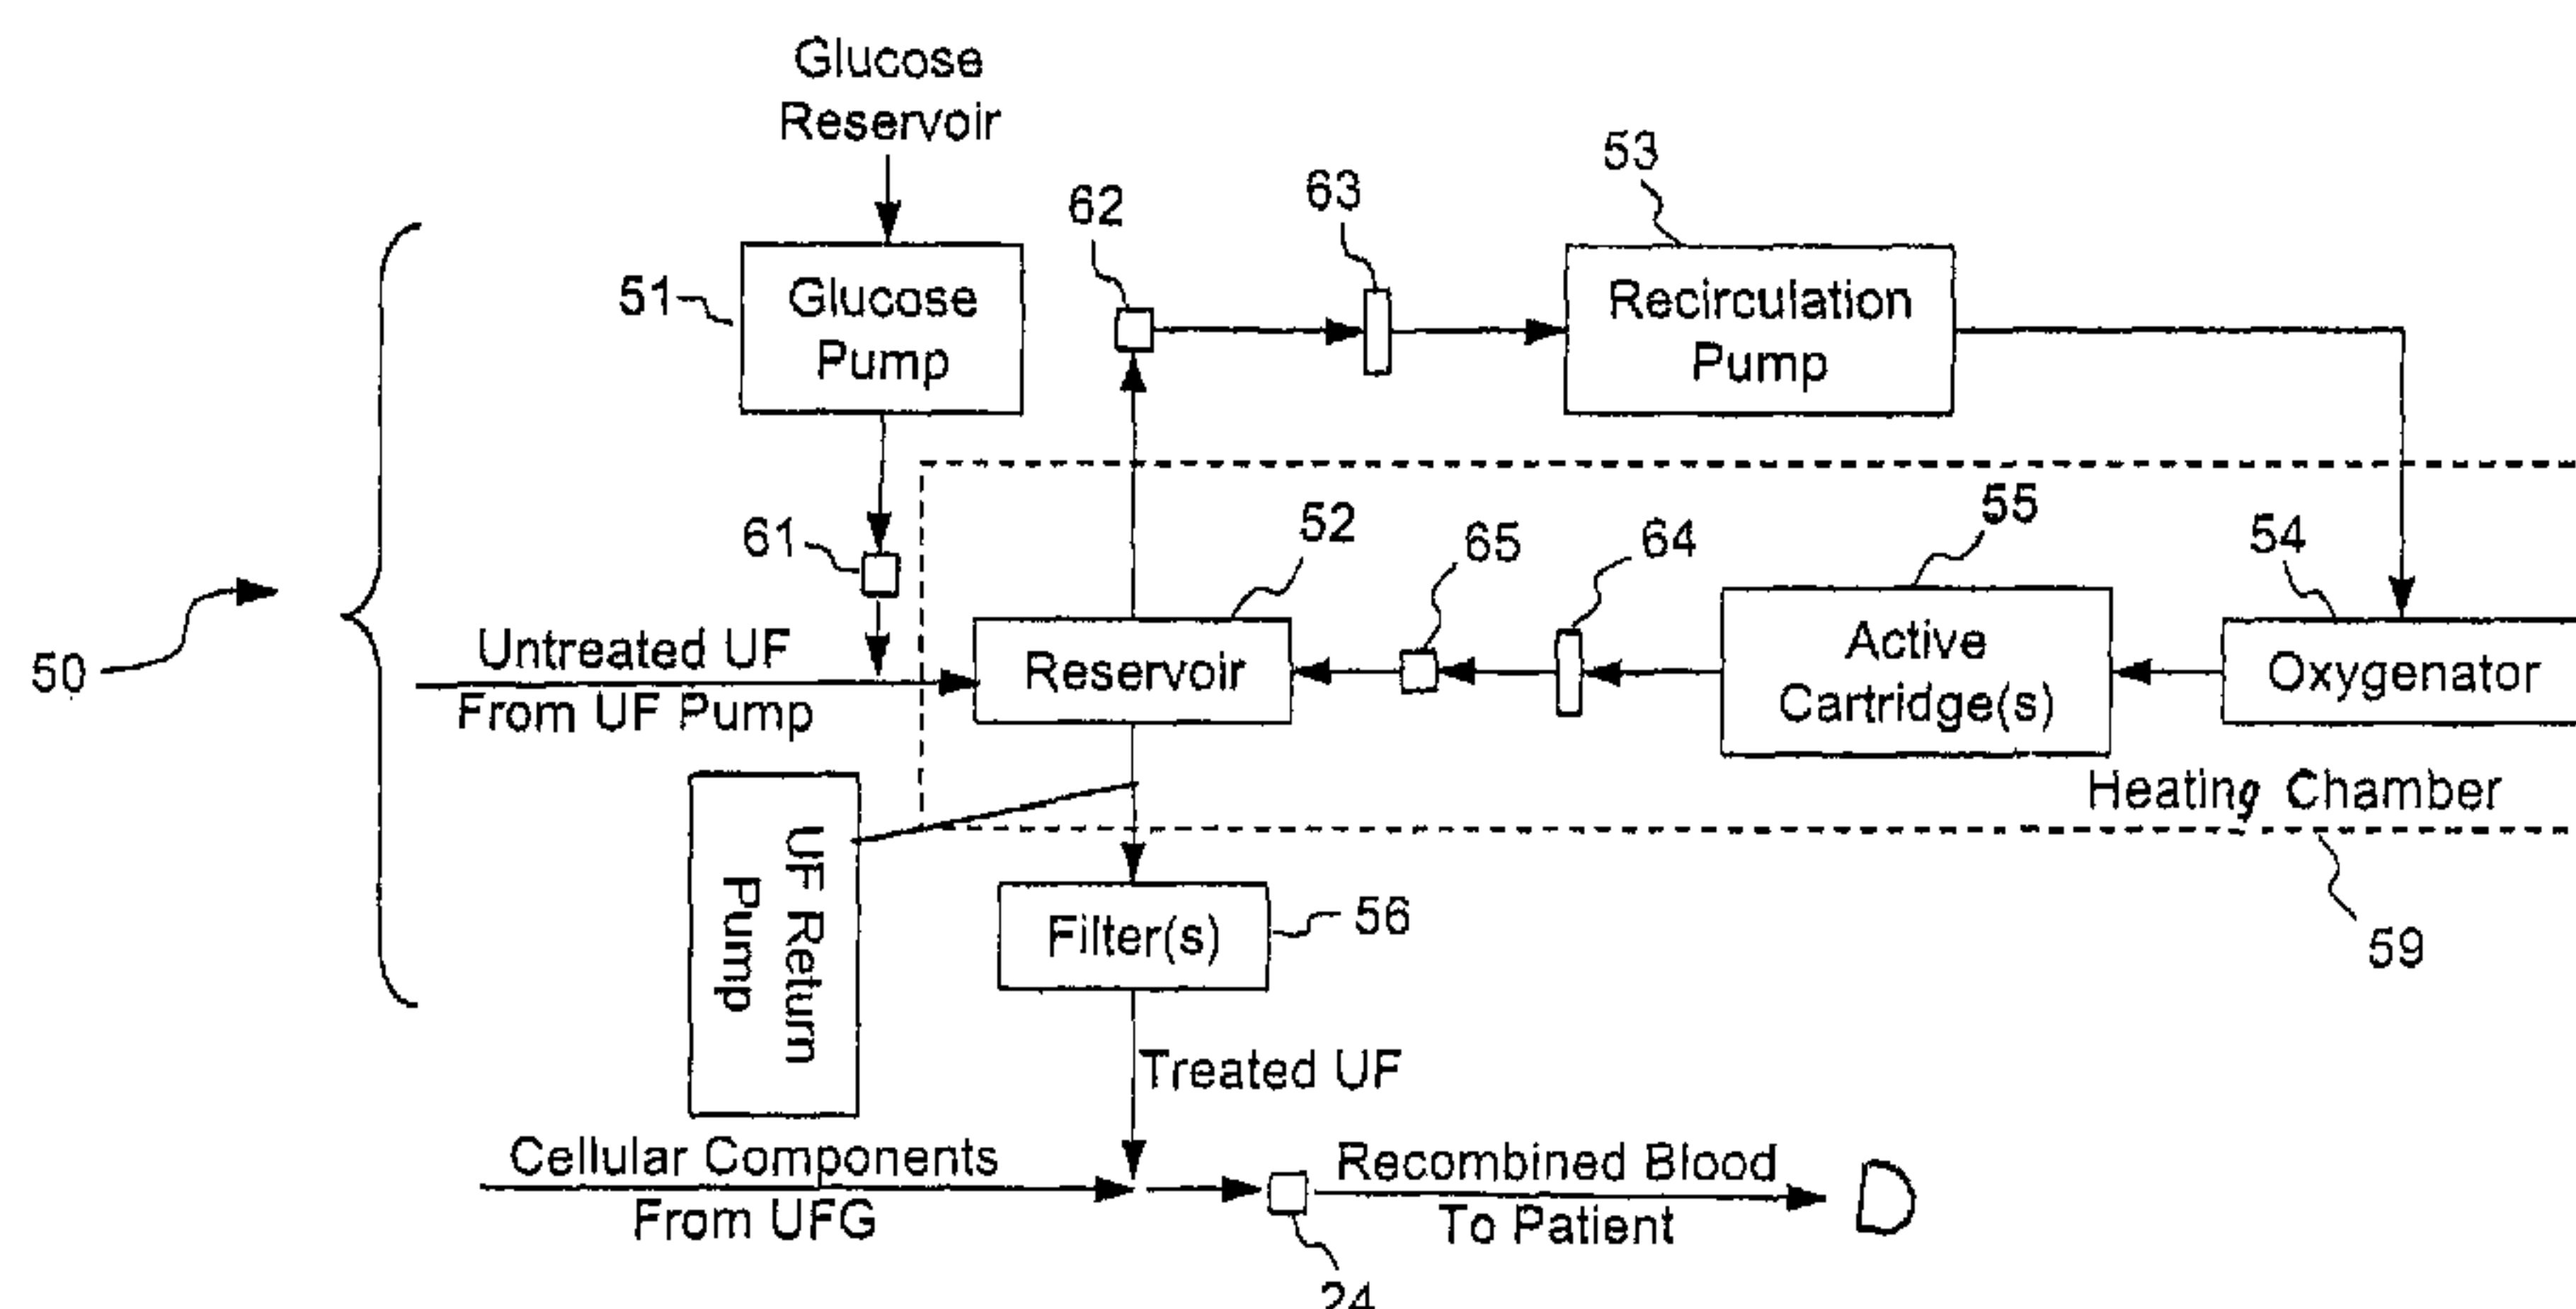 Glucose
Reservoir
53
62
63
51
Glucose
Pump
Recirculation
Pump
61
52
65
64
55
54
50
Untreated UF
From UF Pump
Reservoir
Active
Cartridge(s)
Oxygenator
Heating Chamber
59
UF Return
Pump
Filter(s)
56
Treated UF
Cellular Components
From UFG
Recombined Blood
To Patient
D
24